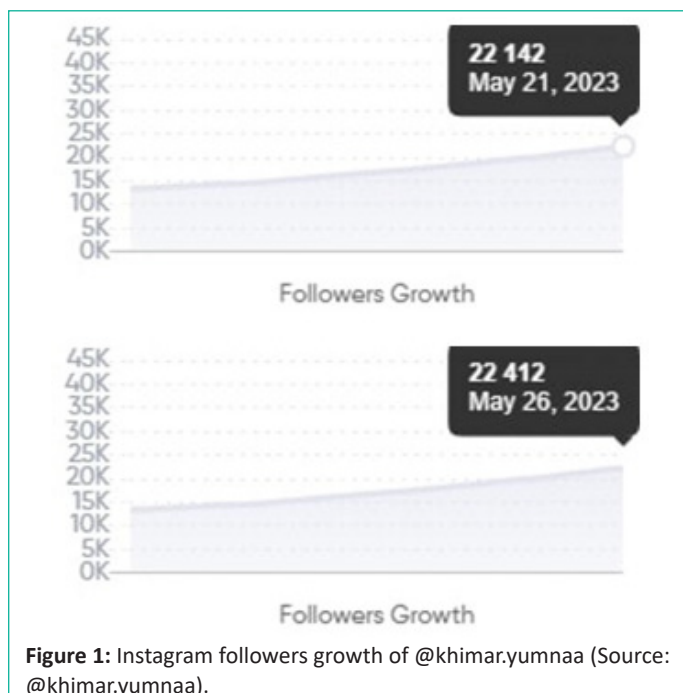 45K
40K
35K
30K
25K
20K
15K
10K
5K
0K
22 142
May 21, 2023
Followers Growth
45K
40K
35K
30K
25K
20K
15K
10K
5K
0K
22 412
May 26, 2023
Followers Growth
Figure 1: Instagram followers growth of @khimar.yumnaa (Source:
@khimar.yumnaa).